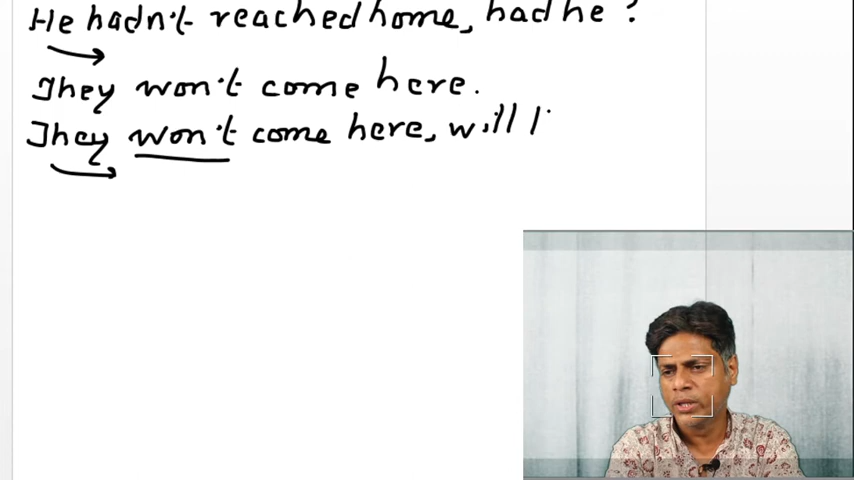 He hadn't reached home, had he ?
They won't come here.
They won't come here, will